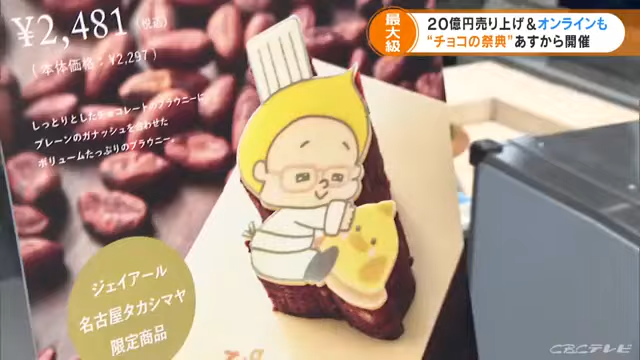 ¥2,481(税込)
(本体価格:¥2,297)
しっとりとしたチョコレートのブラウニーに
プレーンのガナッシュを合わせた
ボリュームたっぷりのブラウニー。
ジェイアール
名古屋タカシマヤ
限定商品
最大級
20億円売り上げ&オンラインも
“チョコの祭典”あすから開催
CBCテレビ